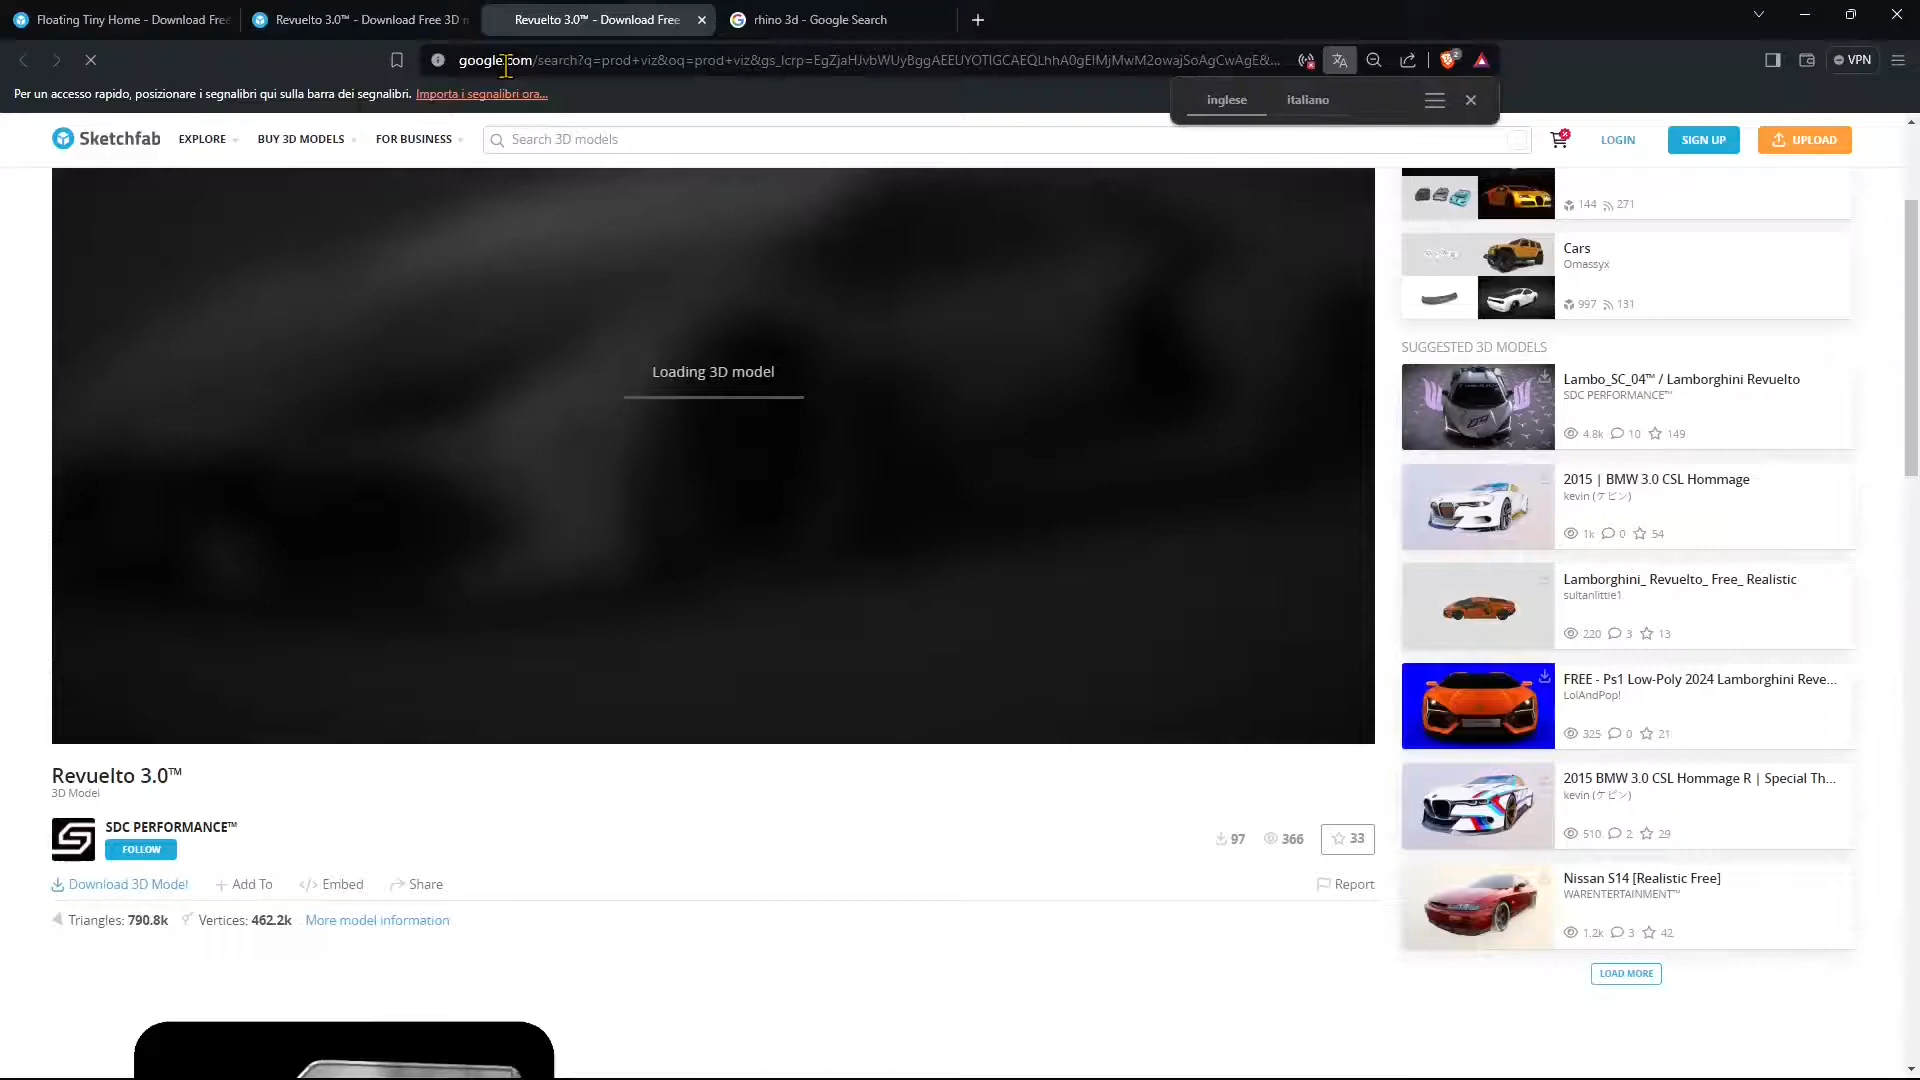 Floating Tiny Home - Download Fre
Revuelto 3.0™ - Download Free 3D m
Revuelto 3.0™ - Download Free
rhino 3d - Google Search
google.com/search?q=prod+viz&oq=prod+viz&gs_lcrp=EgZjaHJvbWUyBggAEEUYOTIGCAEQLhhA0gEIMjMwM2owajSoAgCwAgE&...
2
VPN
Per un accesso rapido, posizionare i segnalibri qui sulla barra dei segnalibri. Importa i segnalibri ora...
inglese
italiano
Sketchfab
EXPLORE
BUY 3D MODELS
FOR BUSINESS
Search 3D models
LOGIN
SIGN UP
UPLOAD
144 271
Cars
Omassyx
997 131
SUGGESTED 3D MODELS
Lambo_SC_04™ / Lamborghini Revuelto
SDC PERFORMANCE™
4.8k 10 149
2015 | BMW 3.0 CSL Hommage
kevin (ケビン)
1k 0 54
Lamborghini_ Revuelto_ Free_ Realistic
sultanlittie1
220 3 13
FREE - Ps1 Low-Poly 2024 Lamborghini Reve...
LolAndPop!
325 0 21
2015 BMW 3.0 CSL Hommage R | Special Th...
kevin (ケビン)
510 2 29
Nissan S14 [Realistic Free]
WARENTERTAINMENT™
1.2k 3 42
LOAD MORE
Loading 3D model
Revuelto 3.0™
3D Model
SDC PERFORMANCE™
FOLLOW
97 366 33
Download 3D Model
Add To
Embed
Share
Report
Triangles: 790.8k
Vertices: 462.2k
More model information